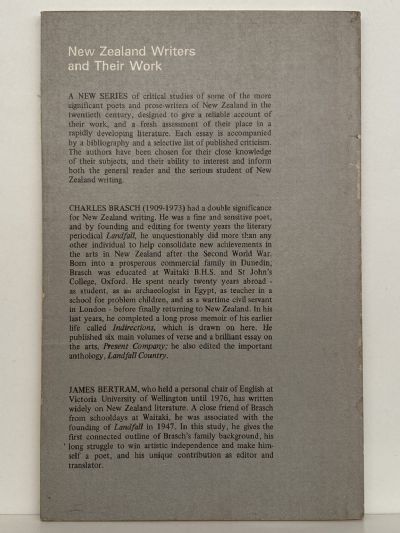 New Zealand Writers
and Their Work
A NEW SERIES of critical studies of some of the more
significant poets and prose-writers of New Zealand in the
twentieth century, designed to give a reliable account of
their work, and a fresh assessment of their place in a
rapidly developing literature. Each essay is accompanied
by a bibliography and a selective list of published criticism.
The authors have been chosen for their close knowledge
of their subjects, and their ability to interest and inform
both the general reader and the serious student of New
Zealand writing.
CHARLES BRASCH (1909-1973) had a double significance
for New Zealand writing. He was a fine and sensitive poet,
and by founding and editing for twenty years the literary
periodical Landfall, he unquestionably did more than any
other individual to help consolidate new achievements in
the arts in New Zealand after the Second World War.
Born into a prosperous commercial family in Dunedin,
Brasch was educated at Waitaki B.H.S. and St John's
College, Oxford. He spent nearly twenty years abroad -
as student, as an archaeologist in Egypt, as teacher in a
school for problem children, and as a wartime civil servant
in London - before finally returning to New Zealand. In his
last years, he completed a long prose memoir of his earlier
life called Indirections, which is drawn on here. He
published six main volumes of verse and a brilliant essay on
the arts, Present Company; he also edited the important
anthology, Landfall Country.
JAMES BERTRAM, who held a personal chair of English at
Victoria University of Wellington until 1976, has written
widely on New Zealand literature. A close friend of Brasch
from schooldays at Waitaki, he was associated with the
founding of Landfall in 1947. In this study, he gives the
first connected outline of Brasch's family background, his
long struggle to win artistic independence and make him-
self a poet, and his unique contribution as editor and
translator.